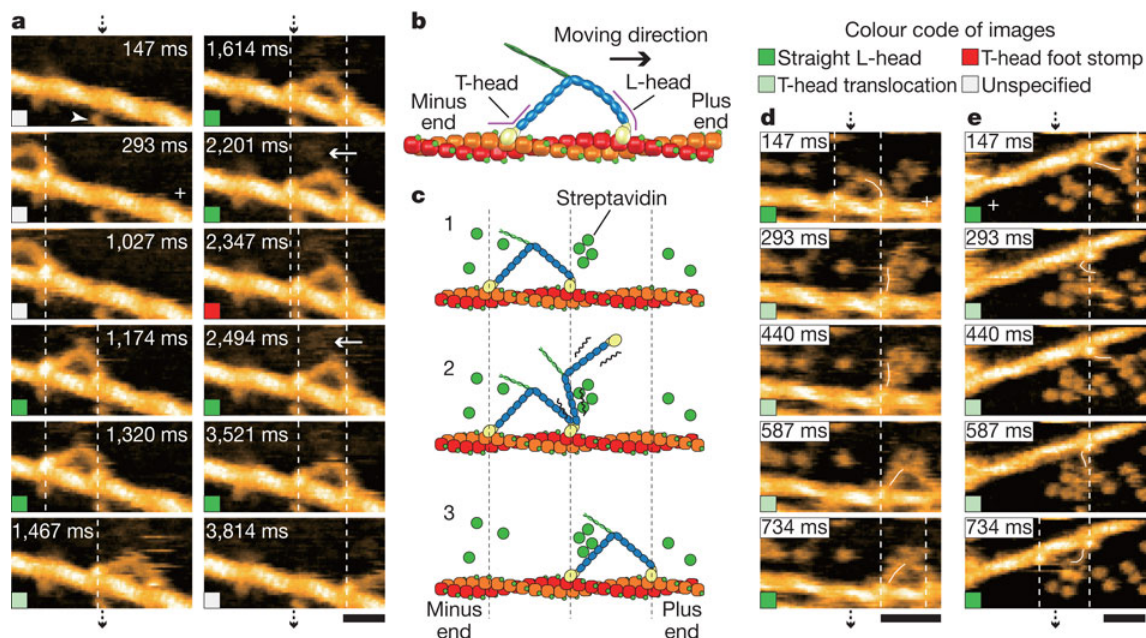 a
147 ms
293 ms
+
1,027 ms
1,174 ms
1,320 ms
1,467 ms
1,614 ms
2,201 ms
2,347 ms
2,494 ms
3,521 ms
3,814 ms
b
Moving direction
T-head
L-head
Minus
end
Plus
end
c
Streptavidin
1
2
3
Minus
end
Plus
end
Colour code of images
Straight L-head
T-head foot stomp
T-head translocation
Unspecified
d
147 ms
+
293 ms
440 ms
587 ms
734 ms
e
147 ms
+
293 ms
440 ms
587 ms
734 ms